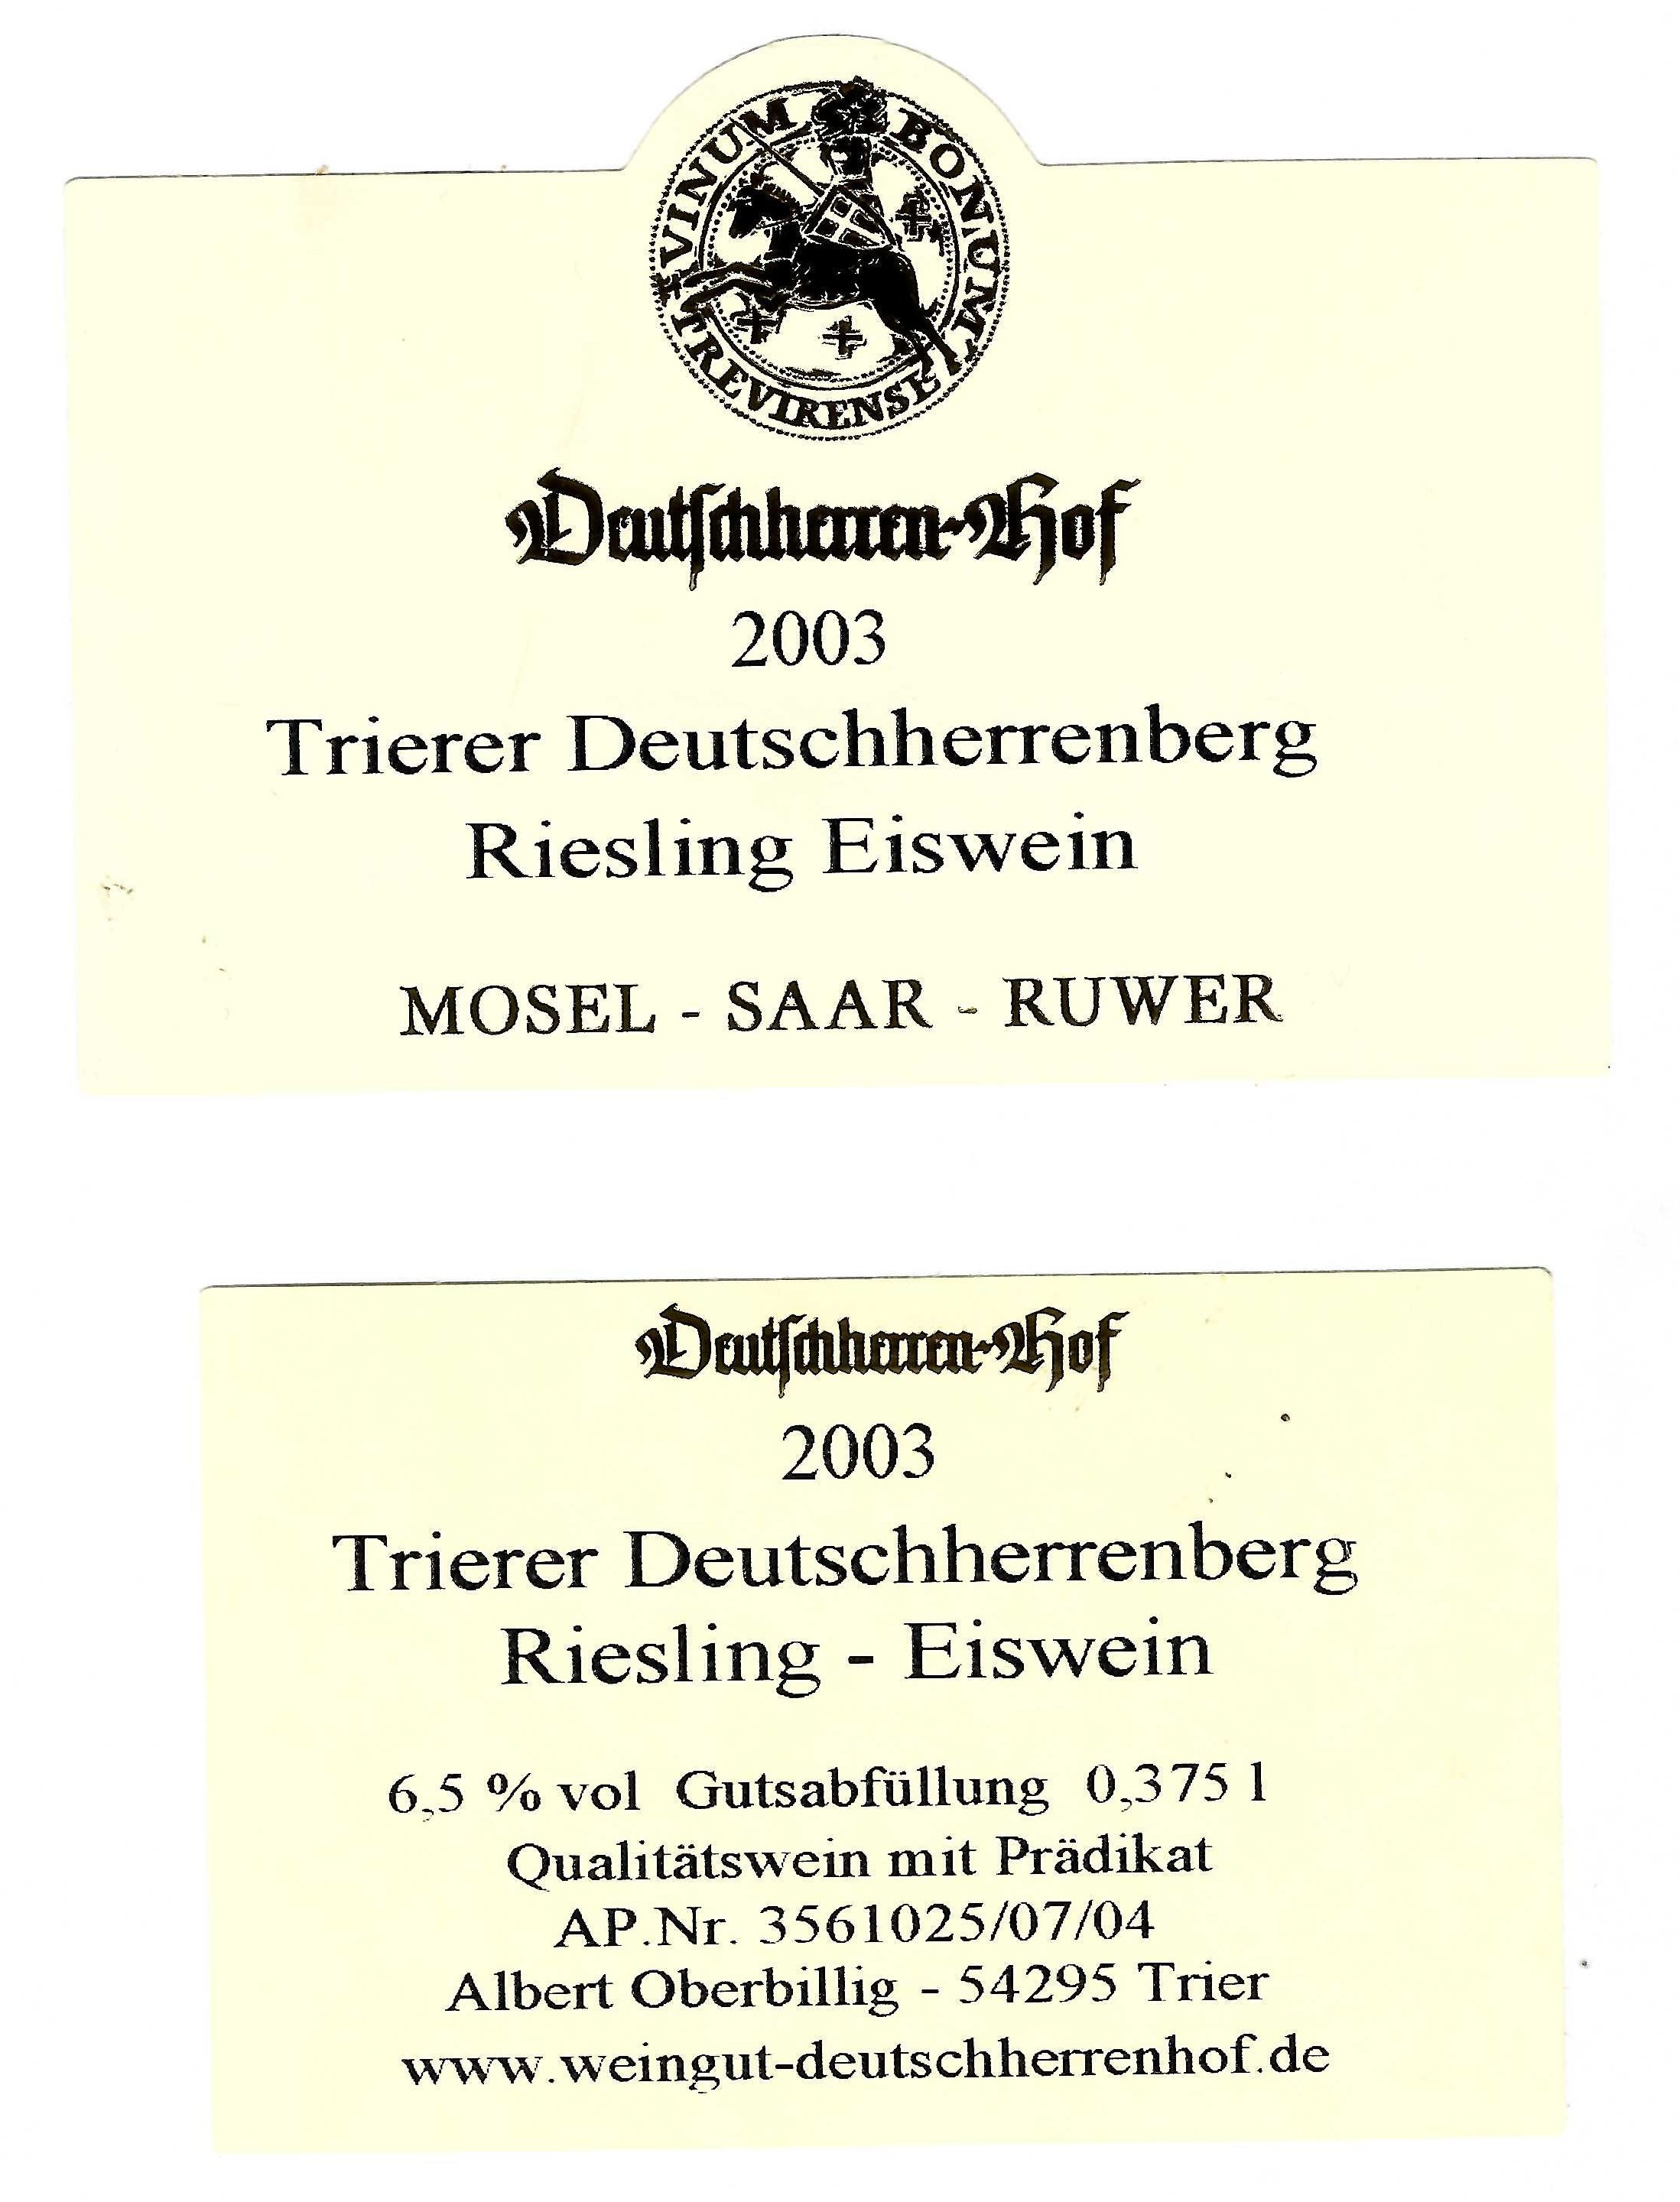 VINUM BONUM TREVIRENSE
Deutſchherren-Hof
2003
Trierer Deutschherrenberg
Riesling Eiswein
MOSEL - SAAR - RUWER
Deutſchherren-Hof
2003
Trierer Deutschherrenberg
Riesling - Eiswein
6,5 % vol Gutsabfüllung 0,375 l
Qualitätswein mit Prädikat
AP.Nr. 3561025/07/04
Albert Oberbillig - 54295 Trier
www.weingut-deutschherrenhof.de